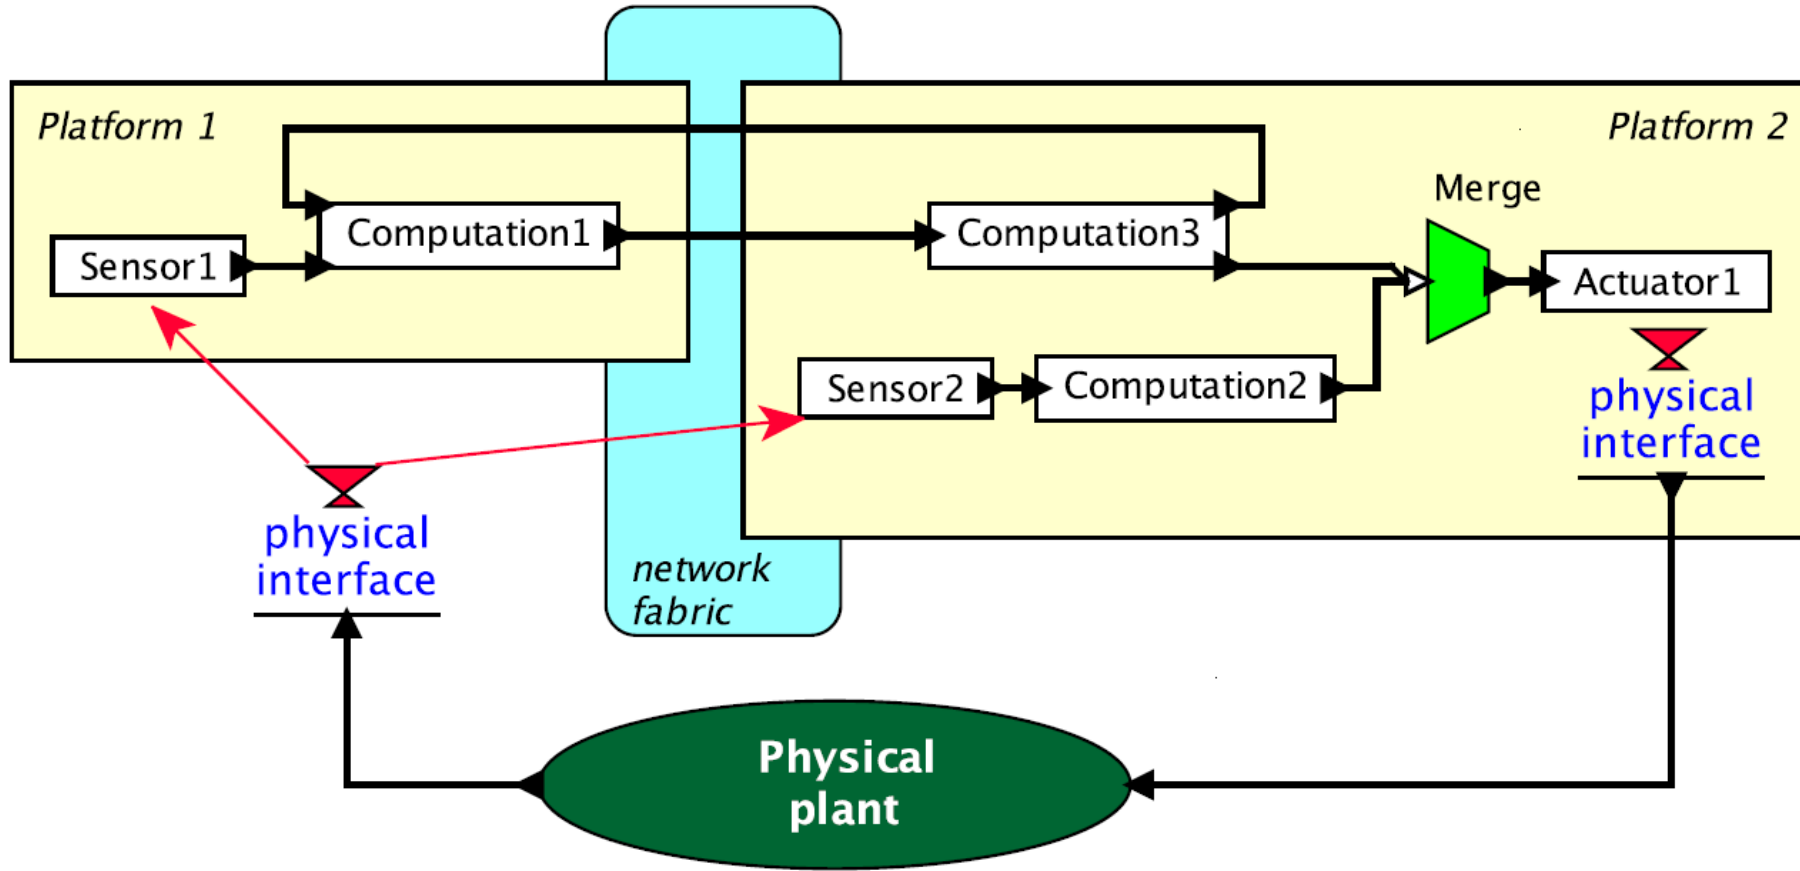 Platform 1
Platform 2
Merge
Computation1
Computation3
Sensor1
Actuator1
Sensor2
Computation2
physical
interface
physical
interface
network
fabric
Physical
plant